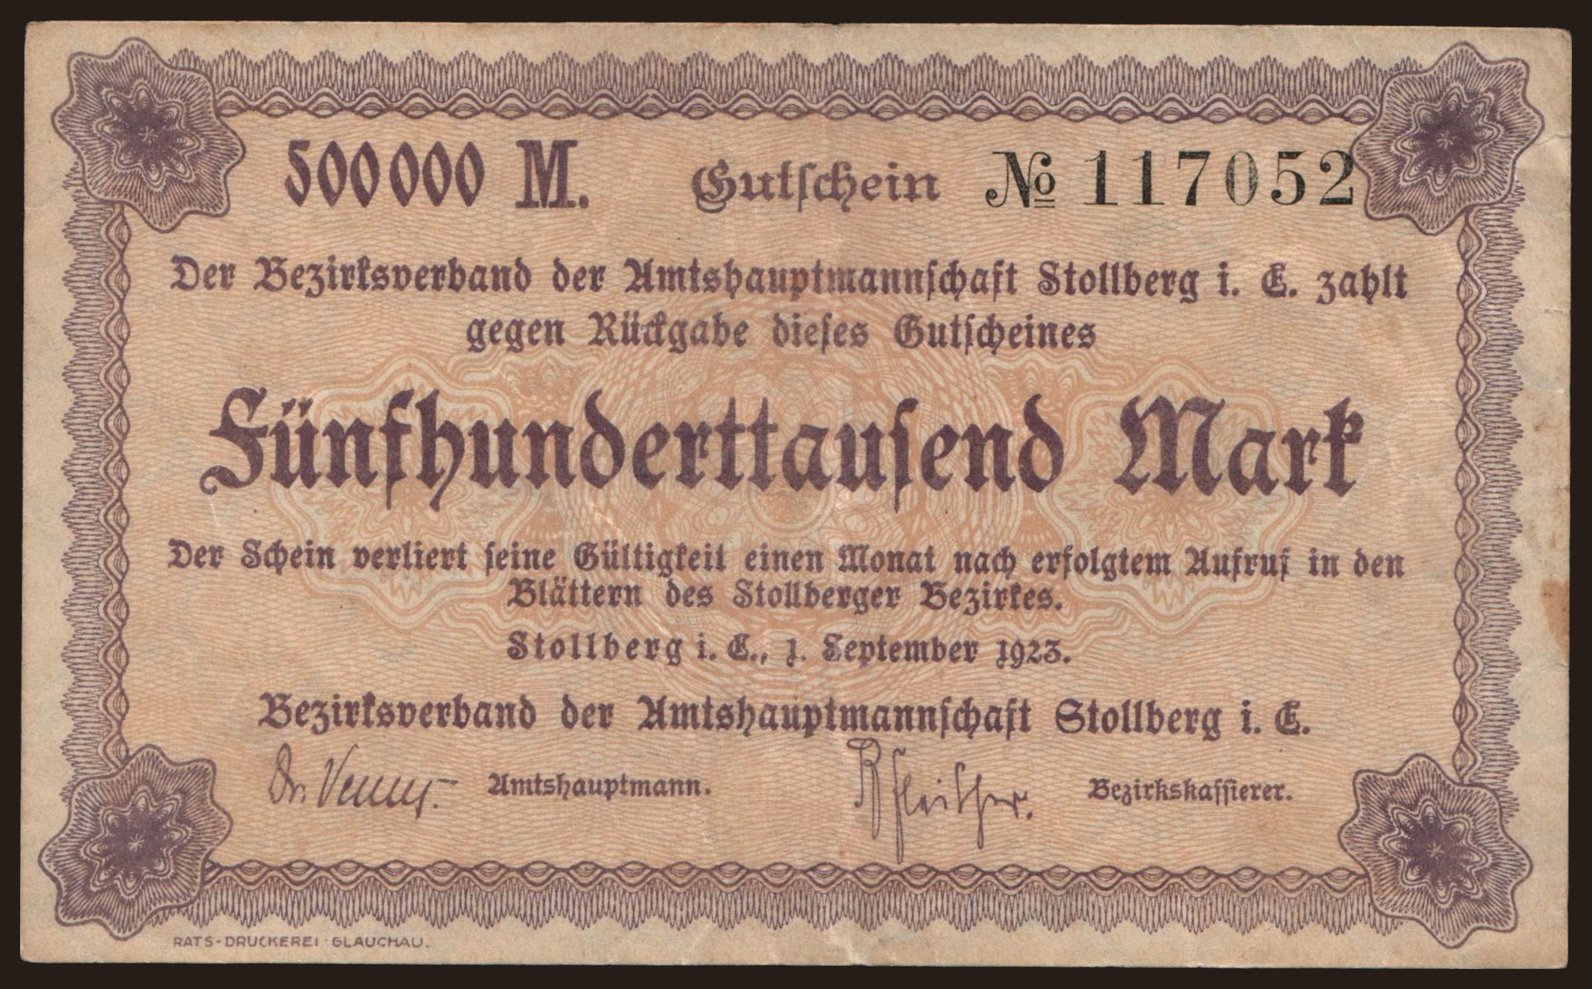 500000 M. Gutschein № 117052
Der Bezirksverband der Amtshauptmannschaft Stollberg i. E. zahlt
gegen Rückgabe dieses Gutscheines
Fünfhunderttausend Mark
Der Schein verliert seine Gültigkeit einen Monat nach erfolgtem Aufruf in den
Blättern des Stollberger Bezirkes.
Stollberg i. E., 1. September 1923.
Bezirksverband der Amtshauptmannschaft Stollberg i. E.
Dr. Amtshauptmann. Bezirkskassierer.
RATS-DRUCKEREI · GLAUCHAU.